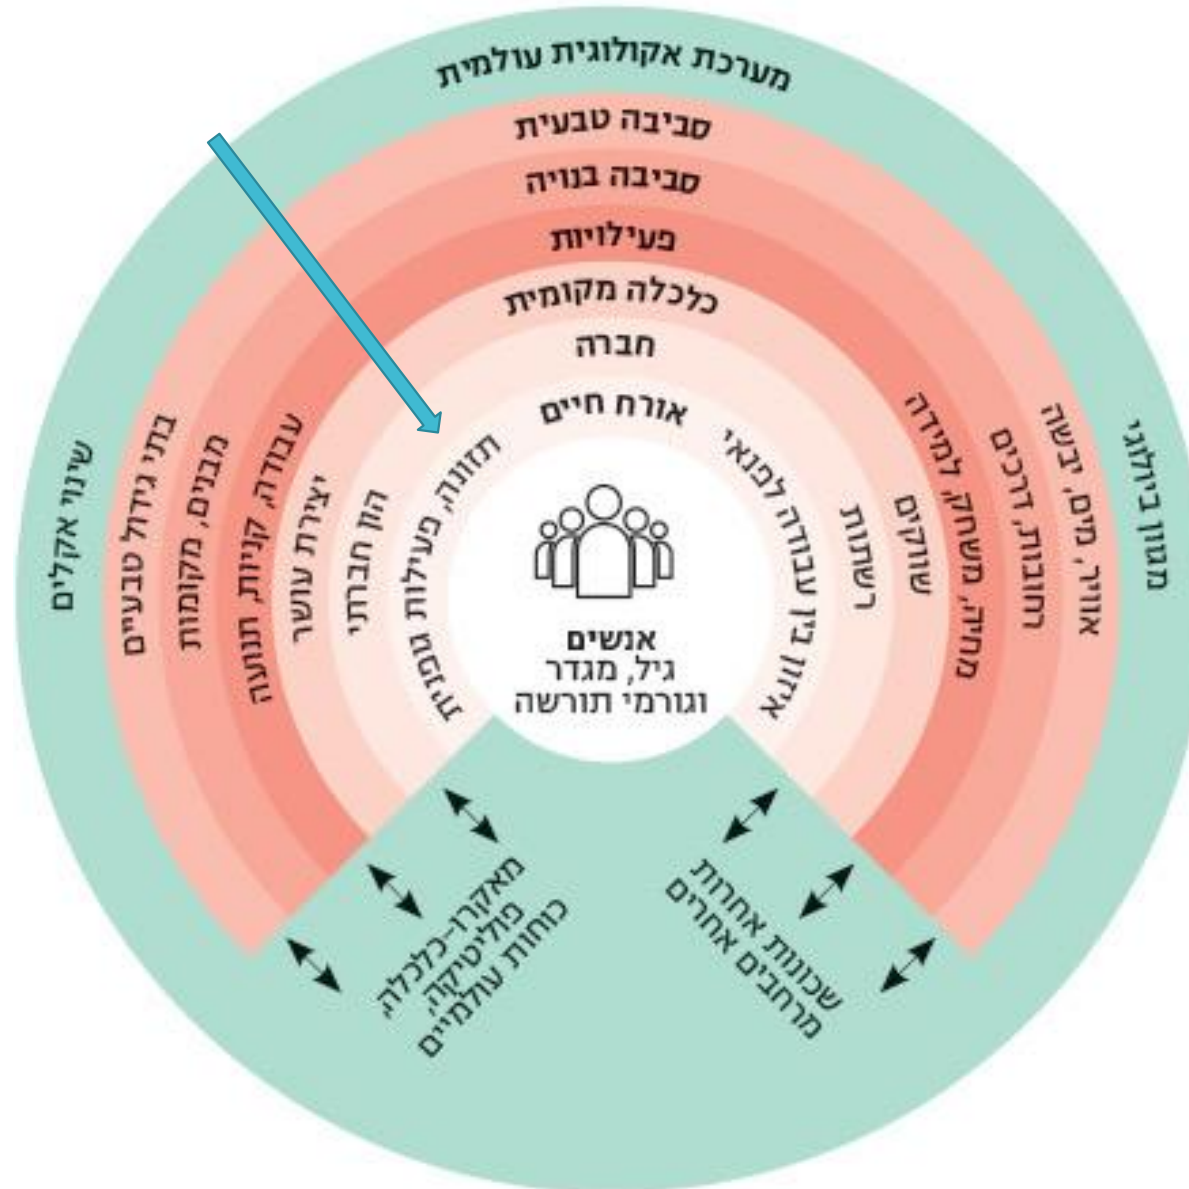 מערכת אקולוגית עולמית
סביבה טבעית
סביבה בנויה
פעילויות
כלכלה מקומית
חברה
אורח חיים
מגוון ביולוגי
אוויר, מים, יבשה
רחובות, דרכים
מחיה, משחק, למידה
שווקים
רשתות
איזון בין עבודה לפנאי
תזונה, פעילות גופנית
הון חברתי
יצירת עושר
עבודה, קניות, תנועה
מבנים, מקומות
בתי גידול טבעיים
שינוי אקלים
אנשים
גיל, מגדר
וגורמי תורשה
שכונות אחרות
מרחבים אחרים
מאקרו-כלכלה,
פוליטיקה,
כוחות עולמיים